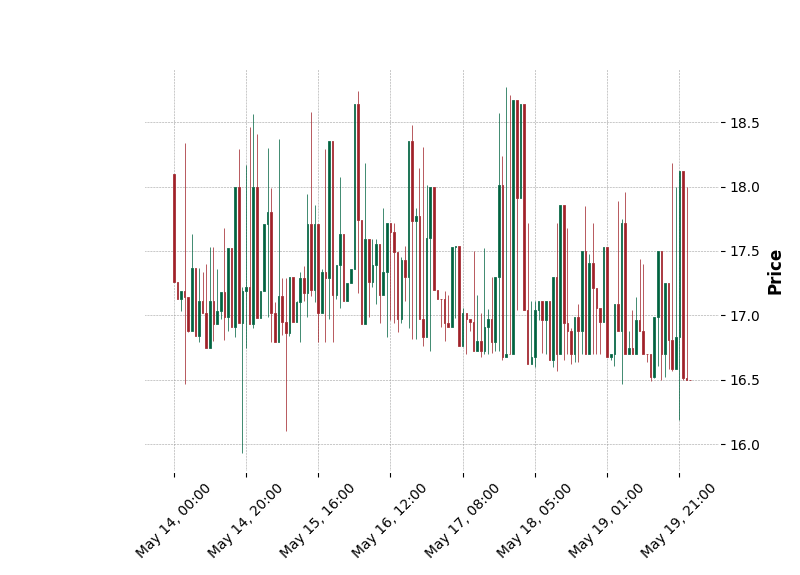 18.5
18.0
17.5
17.0
16.5
16.0
Price
May 14, 00:00
May 14, 20:00
May 15, 16:00
May 16, 12:00
May 17, 08:00
May 18, 05:00
May 19, 01:00
May 19, 21:00